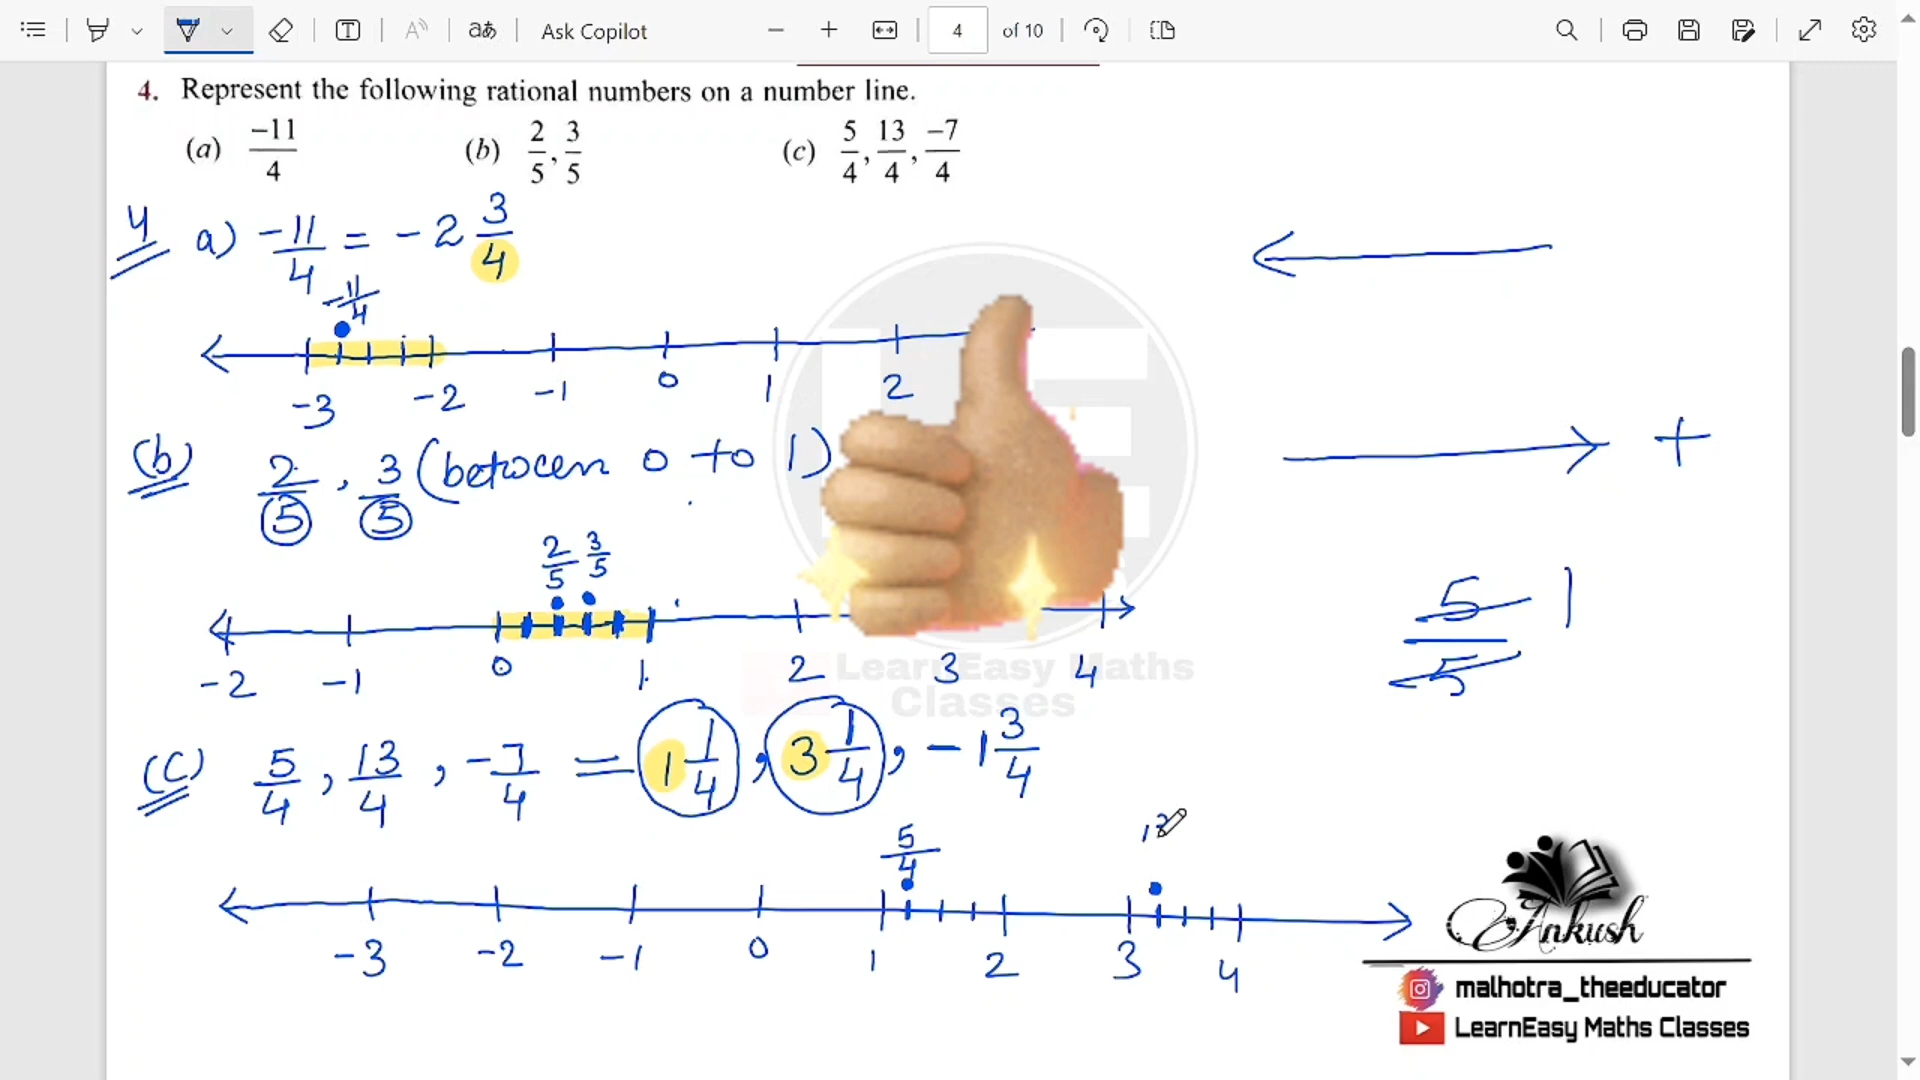 Ask Copilot 4 of 10
4. Represent the following rational numbers on a number line.
(a) -11/4 (b) 2/5, 3/5 (c) 5/4, 13/4, -7/4
4 a) -11/4 = -2 3/4
-11/4
-3 -2 -1 0 1 2
(b) 2/5, 3/5 (between 0 to 1) +
2/5 3/5
5/5 1
-2 -1 0 1 2 3 4
LearnEasy Maths
Classes
(C) 5/4, 13/4, -7/4 = 1 1/4, 3 1/4, -1 3/4
5/4
-3 -2 -1 0 1 2 3 4
Ankush
malhotra_theeducator
LearnEasy Maths Classes